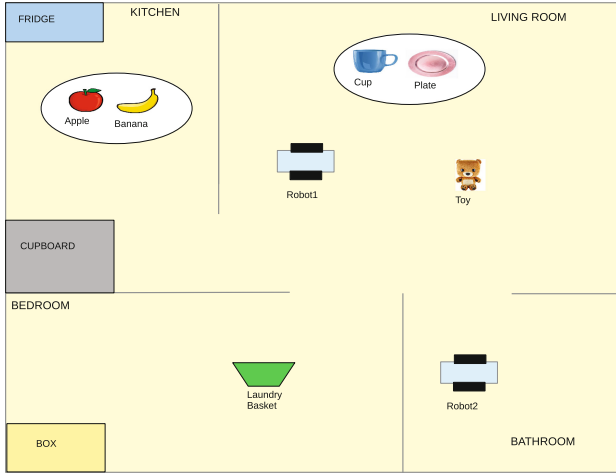 FRIDGE
KITCHEN
LIVING ROOM
Cup
Plate
Apple
Banana
Robot1
Toy
CUPBOARD
BEDROOM
Laundry
Basket
Robot2
BOX
BATHROOM